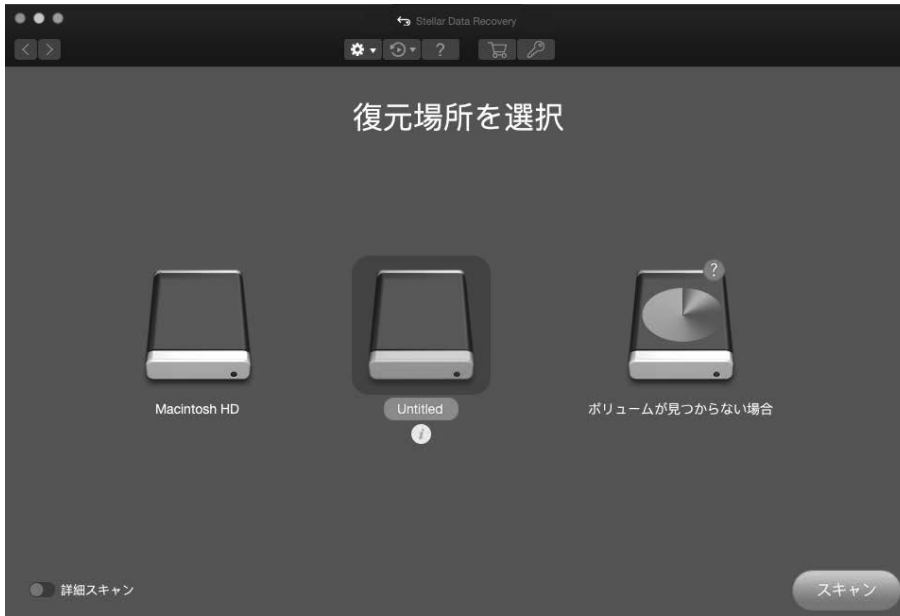 Stellar Data Recovery
?
復元場所を選択
?
Macintosh HD
Untitled
ボリュームが見つからない場合
i
詳細スキャン
スキャン